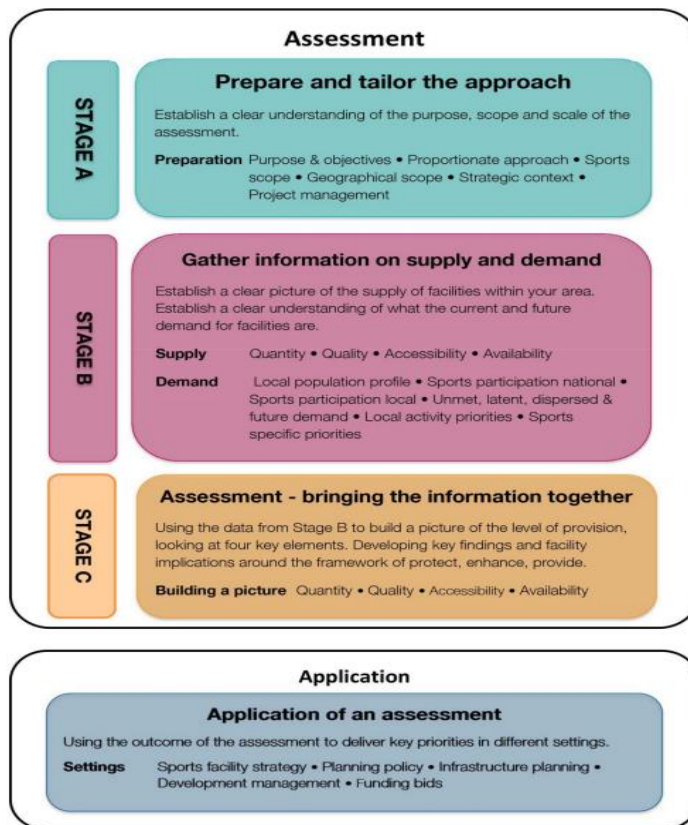 Assessment
STAGE A
Prepare and tailor the approach
Establish a clear understanding of the purpose, scope and scale of the
assessment.
Preparation Purpose & objectives • Proportionate approach • Sports
scope • Geographical scope • Strategic context •
Project management
STAGE B
Gather information on supply and demand
Establish a clear picture of the supply of facilities within your area.
Establish a clear understanding of what the current and future
demand for facilities are.
Supply Quantity • Quality • Accessibility • Availability
Demand Local population profile • Sports participation national •
Sports participation local • Unmet, latent, dispersed &
future demand • Local activity priorities • Sports
specific priorities
STAGE C
Assessment - bringing the information together
Using the data from Stage B to build a picture of the level of provision,
looking at four key elements. Developing key findings and facility
implications around the framework of protect, enhance, provide.
Building a picture Quantity • Quality • Accessibility • Availability
Application
Application of an assessment
Using the outcome of the assessment to deliver key priorities in different settings.
Settings Sports facility strategy • Planning policy • Infrastructure planning •
Development management • Funding bids